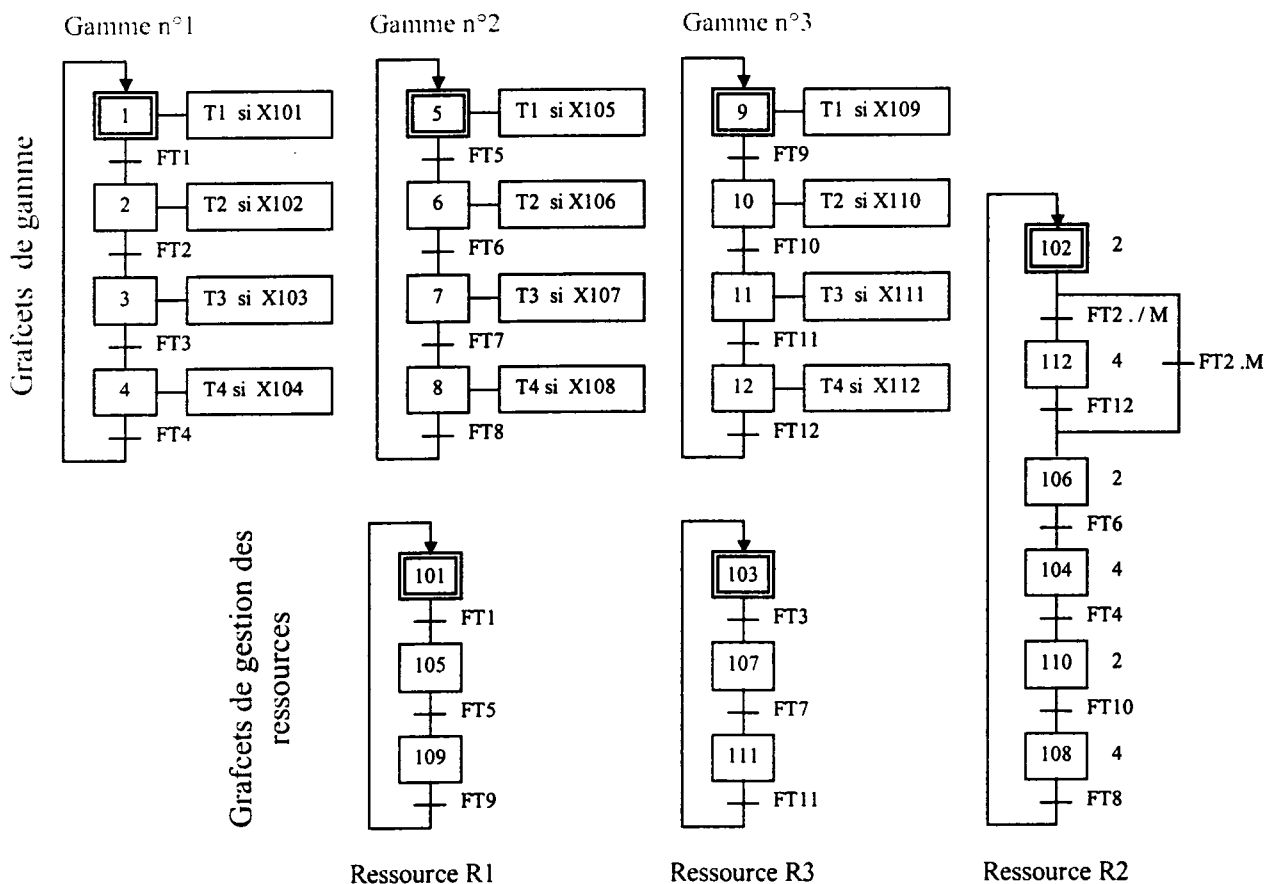 Gamme n°1
Gamme n°2
Gamme n°3
Grafcets de gamme
1
T1 si X101
FT1
2
T2 si X102
FT2
3
T3 si X103
FT3
4
T4 si X104
FT4
5
T1 si X105
FT5
6
T2 si X106
FT6
7
T3 si X107
FT7
8
T4 si X108
FT8
9
T1 si X109
FT9
10
T2 si X110
FT10
11
T3 si X111
FT11
12
T4 si X112
FT12
102 2
FT2 . / M
FT2 .M
112 4
FT12
106 2
FT6
104 4
FT4
110 2
FT10
108 4
FT8
Grafcets de gestion des
ressources
101
FT1
105
FT5
109
FT9
103
FT3
107
FT7
111
FT11
Ressource R1
Ressource R3
Ressource R2